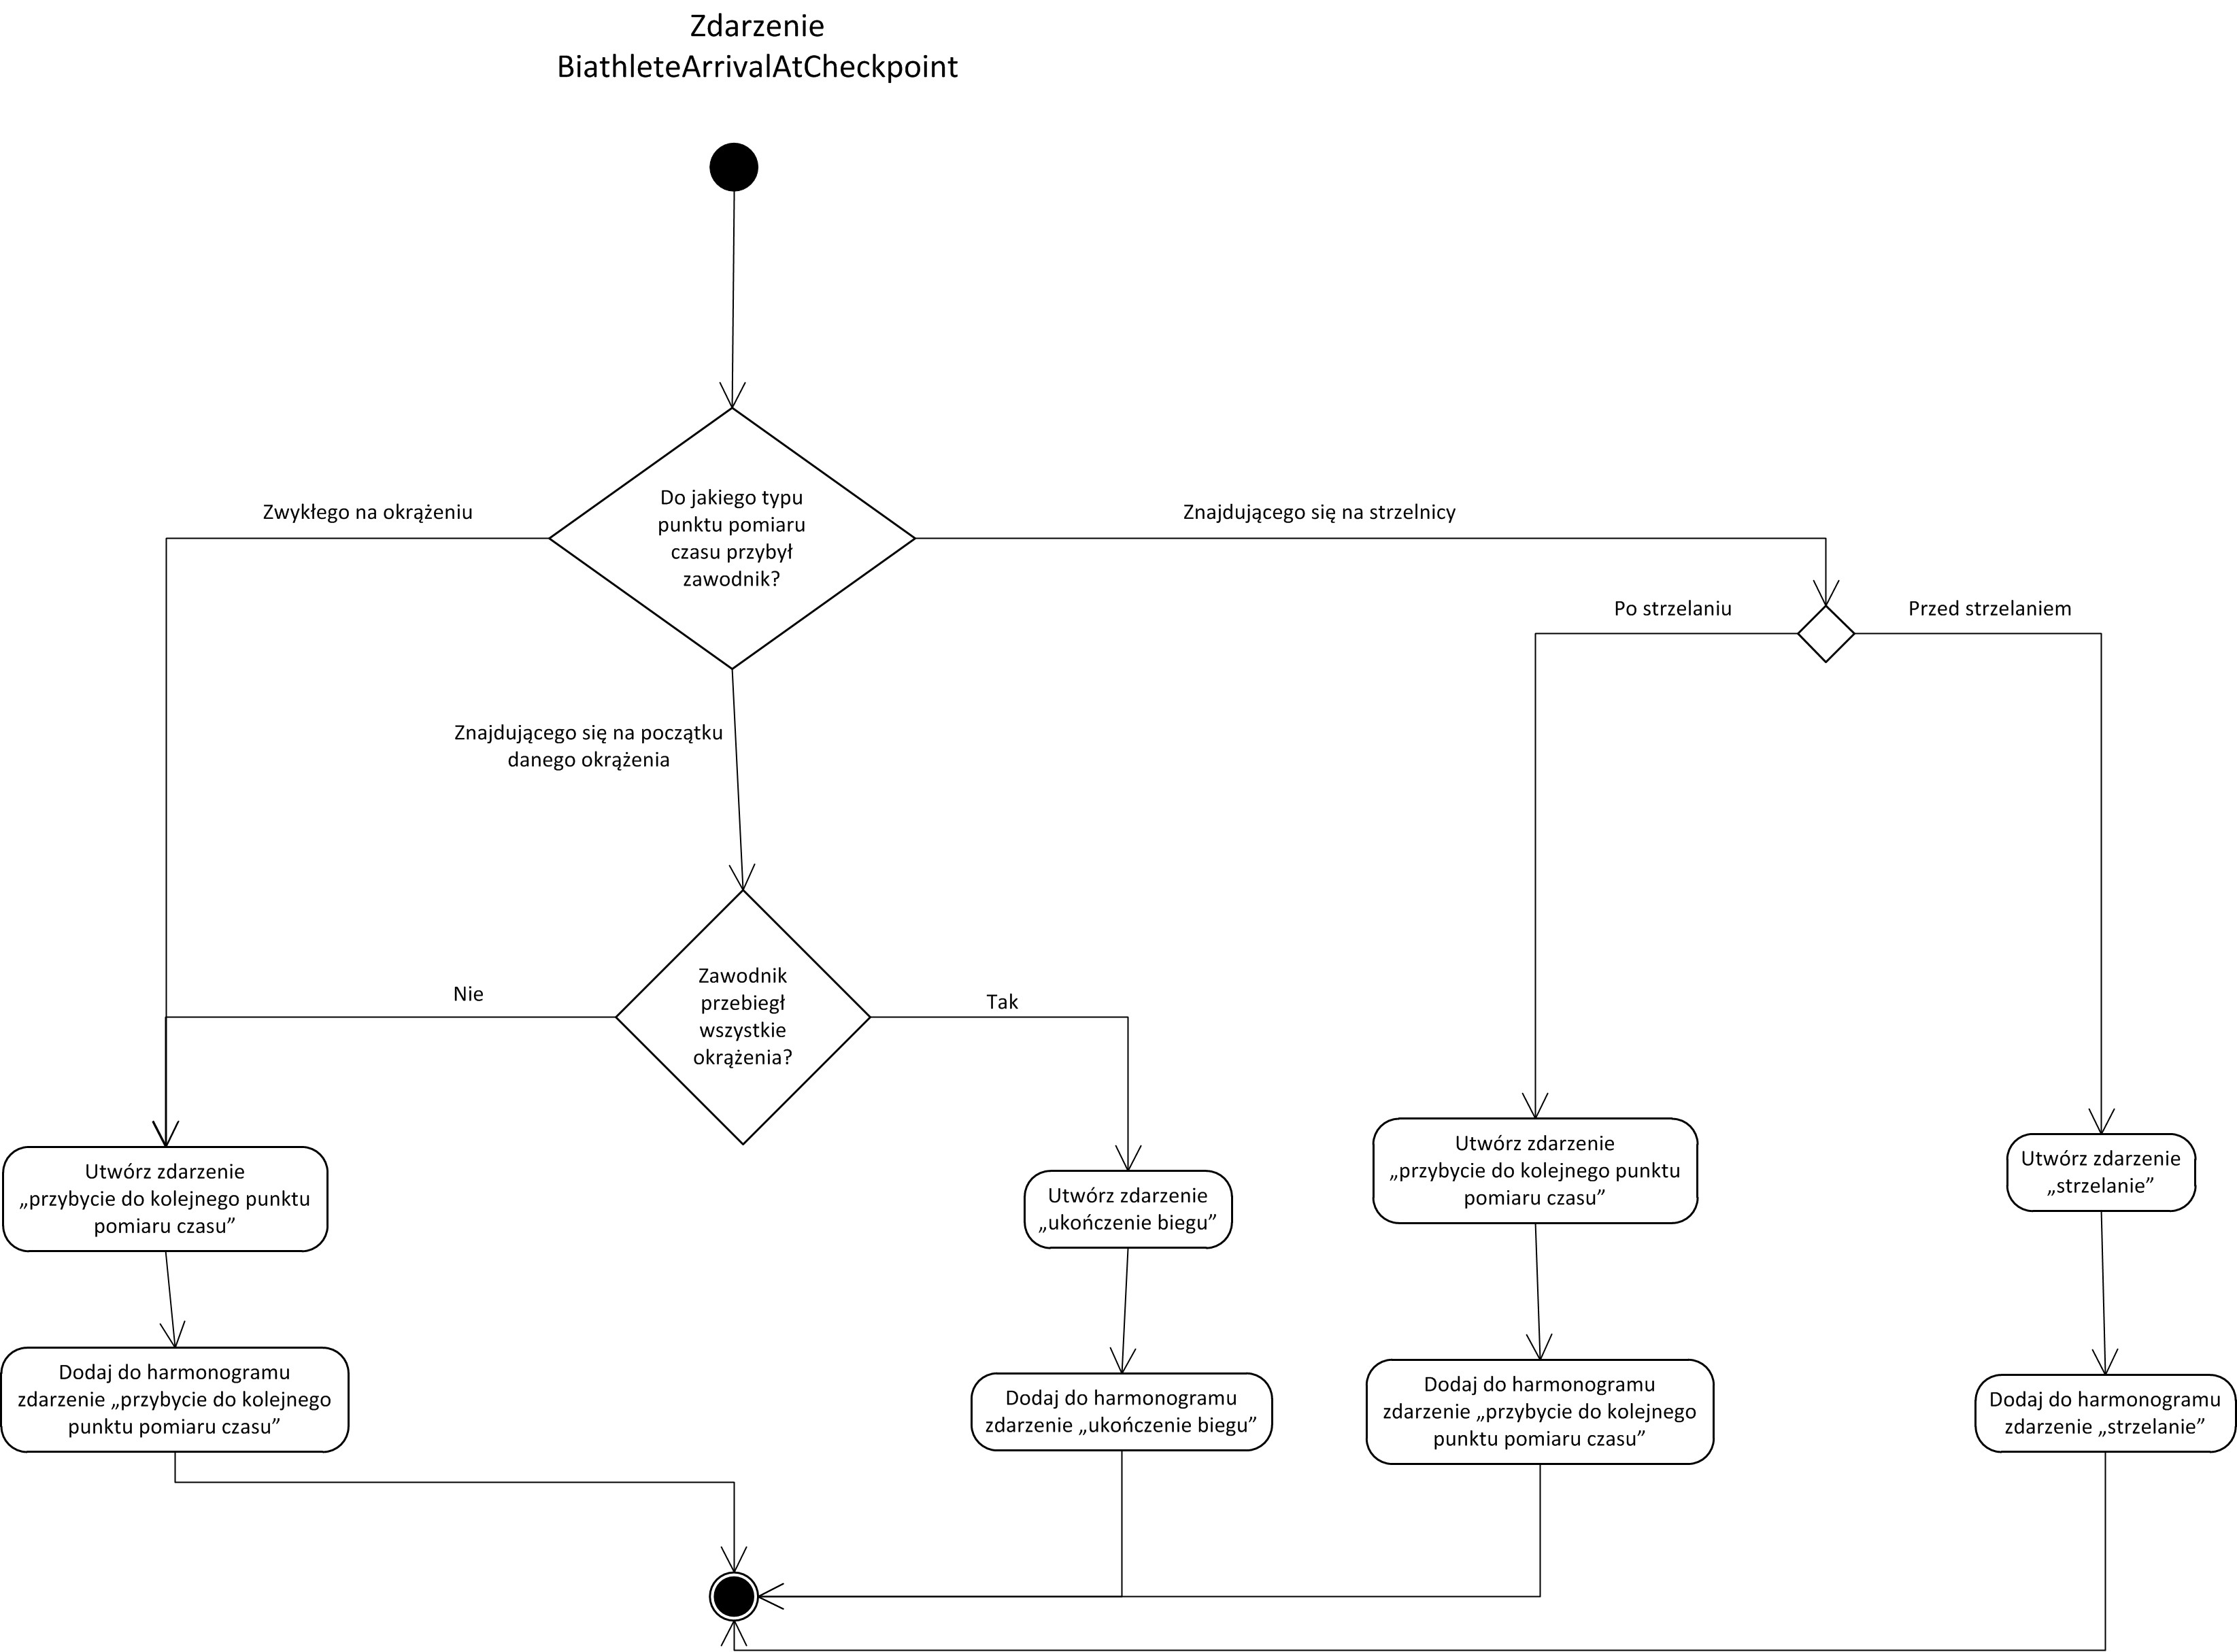 Zdarzenie
BiathleteArrivalAtCheckpoint
Do jakiego typu
punktu pomiaru
czasu przybył
zawodnik?
Zwykłego na okrążeniu
Znajdującego się na strzelnicy
Po strzelaniu
Przed strzelaniem
Znajdującego się na początku
danego okrążenia
Zawodnik
przebiegł
wszystkie
okrążenia?
Nie
Tak
Utwórz zdarzenie
„przybycie do kolejnego punktu
pomiaru czasu”
Utwórz zdarzenie
„ukończenie biegu”
Utwórz zdarzenie
„przybycie do kolejnego punktu
pomiaru czasu”
Utwórz zdarzenie
„strzelanie”
Dodaj do harmonogramu
zdarzenie „przybycie do kolejnego
punktu pomiaru czasu”
Dodaj do harmonogramu
zdarzenie „ukończenie biegu”
Dodaj do harmonogramu
zdarzenie „przybycie do kolejnego
punktu pomiaru czasu”
Dodaj do harmonogramu
zdarzenie „strzelanie”